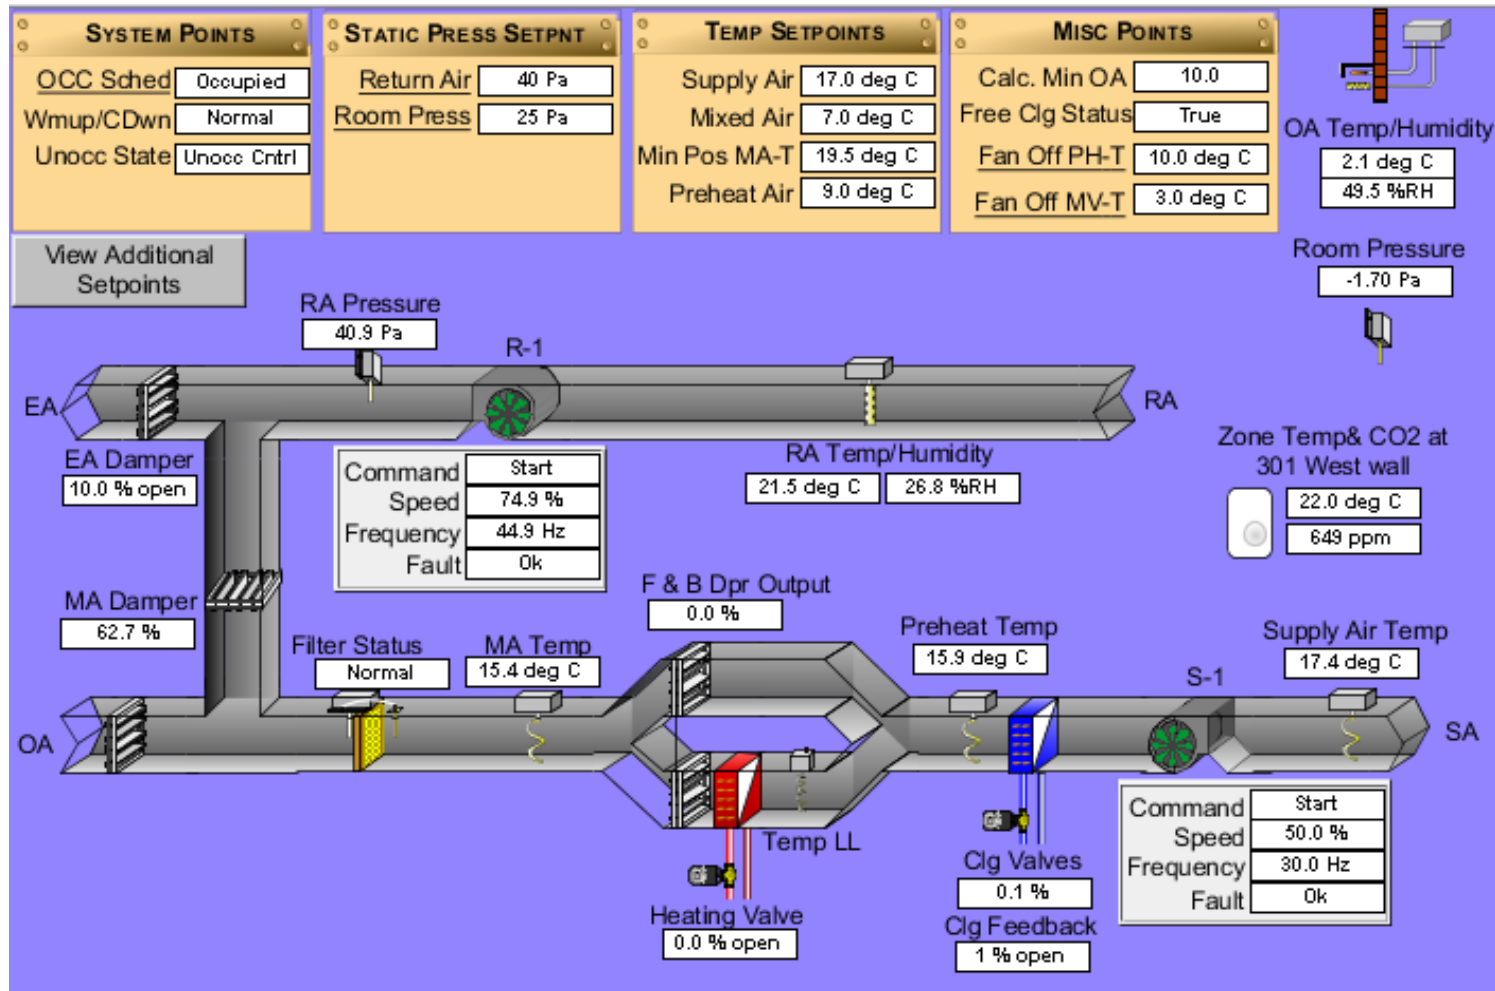 SYSTEM POINTS
OCC Sched Occupied
Wmup/CDwn Normal
Unocc State Unocc Cntrl
STATIC PRESS SETPNT
Return Air 40 Pa
Room Press 25 Pa
TEMP SETPOINTS
Supply Air 17.0 deg C
Mixed Air 7.0 deg C
Min Pos MA-T 19.5 deg C
Preheat Air 9.0 deg C
MISC POINTS
Calc. Min OA 10.0
Free Clg Status True
Fan Off PH-T 10.0 deg C
Fan Off MV-T 3.0 deg C
OA Temp/Humidity
2.1 deg C
49.5 %RH
View Additional
Setpoints
Room Pressure
-1.70 Pa
RA Pressure
40.9 Pa
R-1
EA
RA
EA Damper
10.0 % open
Command Start
Speed 74.9 %
Frequency 44.9 Hz
Fault Ok
RA Temp/Humidity
21.5 deg C 26.8 %RH
Zone Temp& CO2 at
301 West wall
22.0 deg C
649 ppm
MA Damper
62.7 %
F & B Dpr Output
0.0 %
Filter Status
Normal
MA Temp
15.4 deg C
Preheat Temp
15.9 deg C
Supply Air Temp
17.4 deg C
S-1
OA
SA
Temp LL
Heating Valve
0.0 % open
Clg Valves
0.1 %
Clg Feedback
1 % open
Command Start
Speed 50.0 %
Frequency 30.0 Hz
Fault Ok